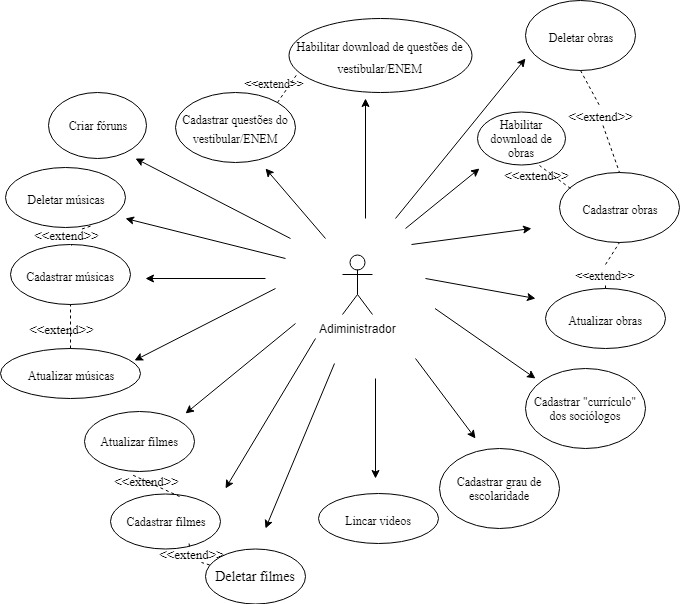 Deletar obras
Habilitar download de questões de
vestibular/ENEM
<<extend>>
Cadastrar questões do
vestibular/ENEM
<<extend>>
Criar fóruns
Habilitar
download de
obras
<<extend>>
Deletar músicas
Cadastrar obras
<<extend>>
Cadastrar músicas
<<extend>>
<<extend>>
Atualizar obras
Adiministrador
Atualizar músicas
Cadastrar "currículo"
dos sociólogos
Atualizar filmes
<<extend>>
Cadastrar grau de
escolaridade
Cadastrar filmes
Lincar videos
<<extend>>
Deletar filmes